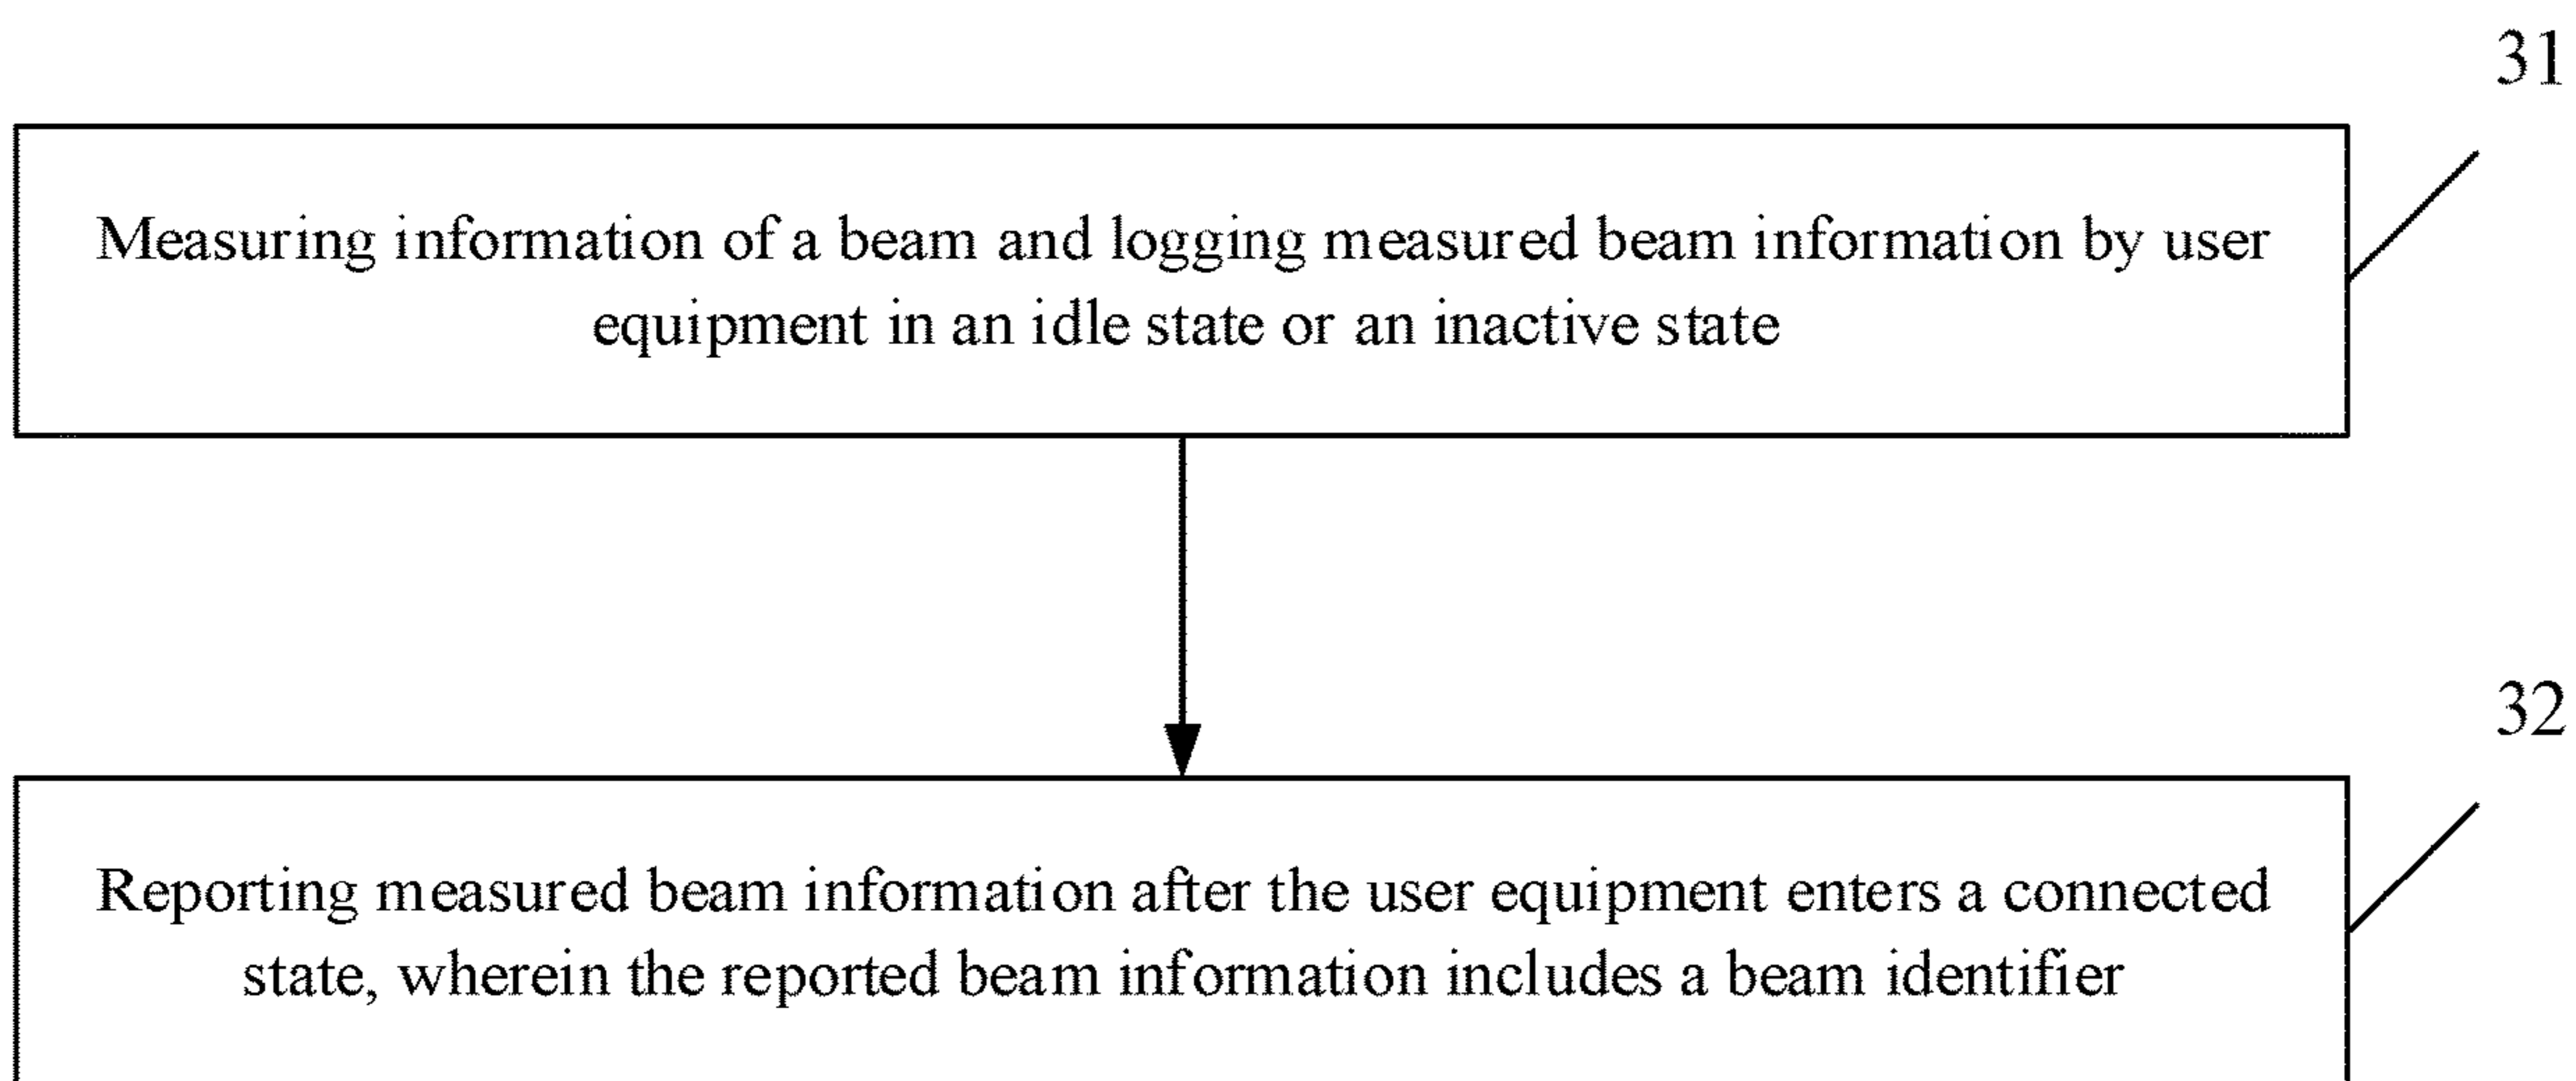 31
Measuring information of a beam and logging measured beam information by user
equipment in an idle state or an inactive state
32
Reporting measured beam information after the user equipment enters a connected
state, wherein the reported beam information includes a beam identifier